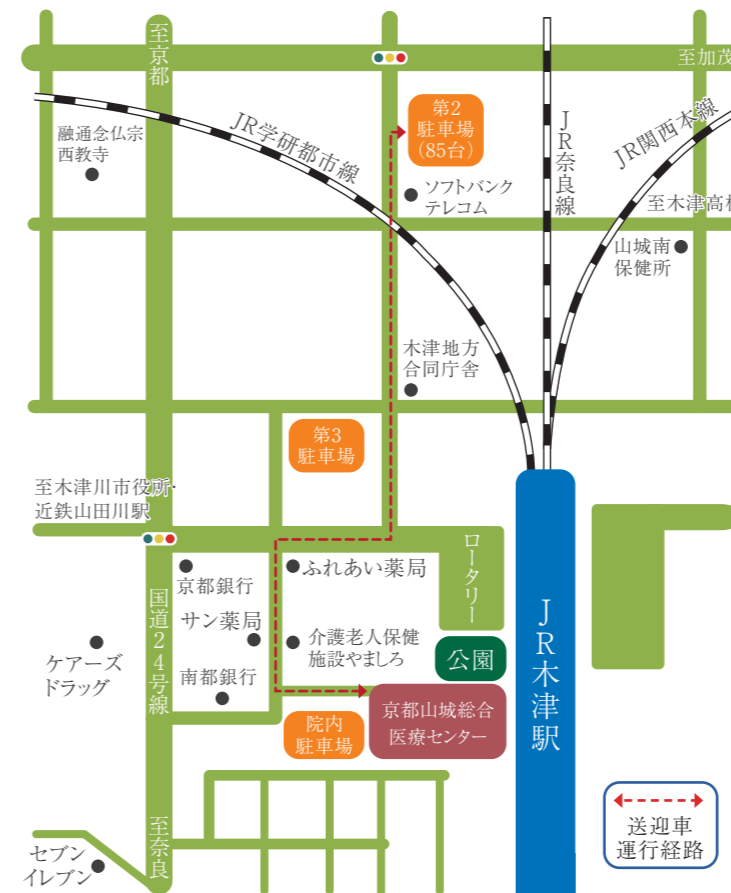 至京都
至加茂
第2
駐車場
(85台)
JR学研都市線
JR奈良線
JR関西本線
融通念仏宗
西教寺
ソフトバンク
テレコム
至木津高校
山城南
保健所
木津地方
合同庁舎
第3
駐車場
至木津川市役所・
近鉄山田川駅
ロータリー
京都銀行
ふれあい薬局
国道24号線
サン薬局
介護老人保健
施設やましろ
公園
JR木津駅
ケアーズ
ドラッグ
南都銀行
院内
駐車場
京都山城総合
医療センター
送迎車
運行経路
至奈良
セブン
イレブン